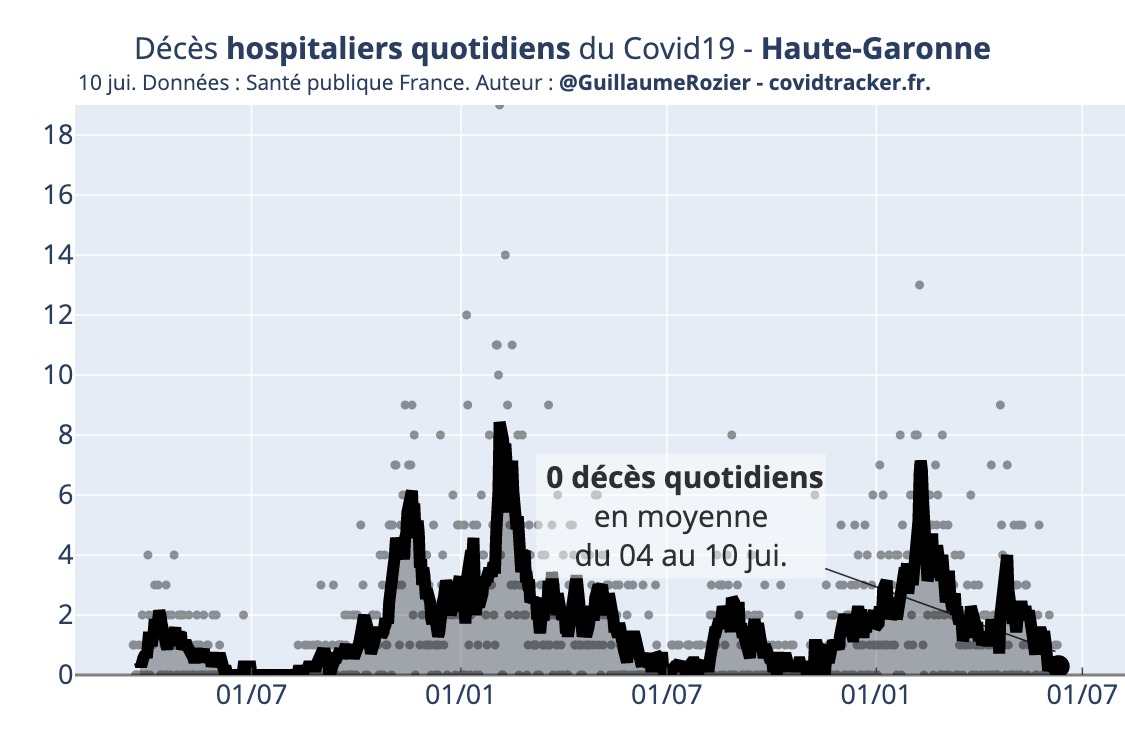 Décès hospitaliers quotidiens du Covid19 - Haute-Garonne
10 jui. Données : Santé publique France. Auteur : @GuillaumeRozier - covidtracker.fr.
18
16
14
12
10
8
6
4
2
0
0 décès quotidiens
en moyenne
du 04 au 10 jui.
01/07 01/01 01/07 01/01 01/07